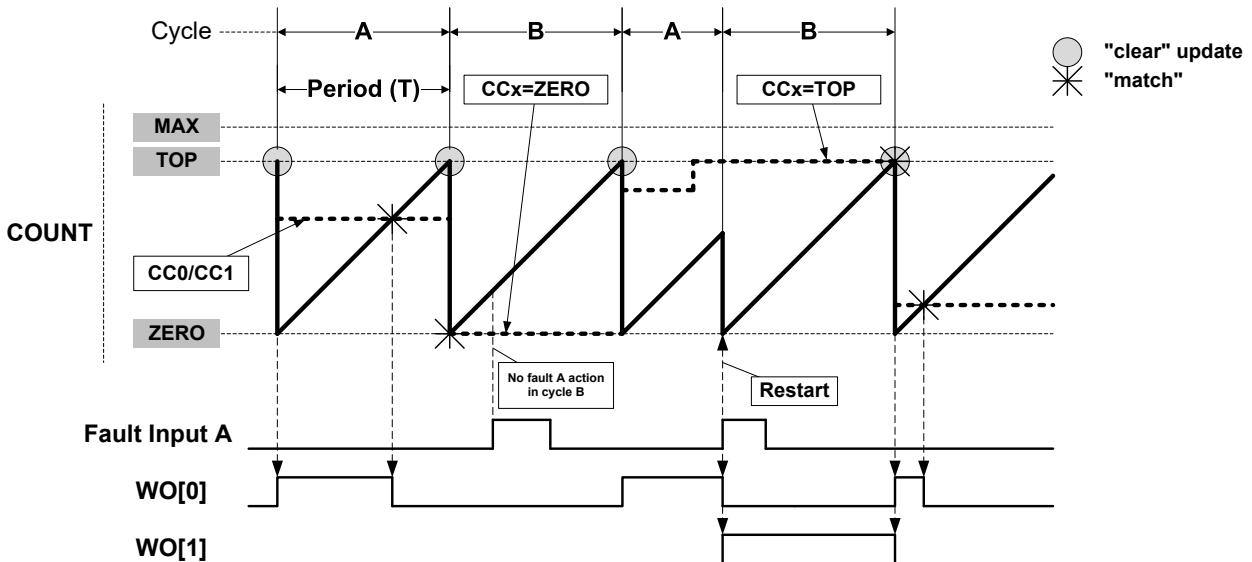 Cycle A B A B
"clear" update
"match"
Period (T)
CCx=ZERO
CCx=TOP
MAX
TOP
COUNT
CC0/CC1
ZERO
No fault A action
in cycle B
Restart
Fault Input A
WO[0]
WO[1]